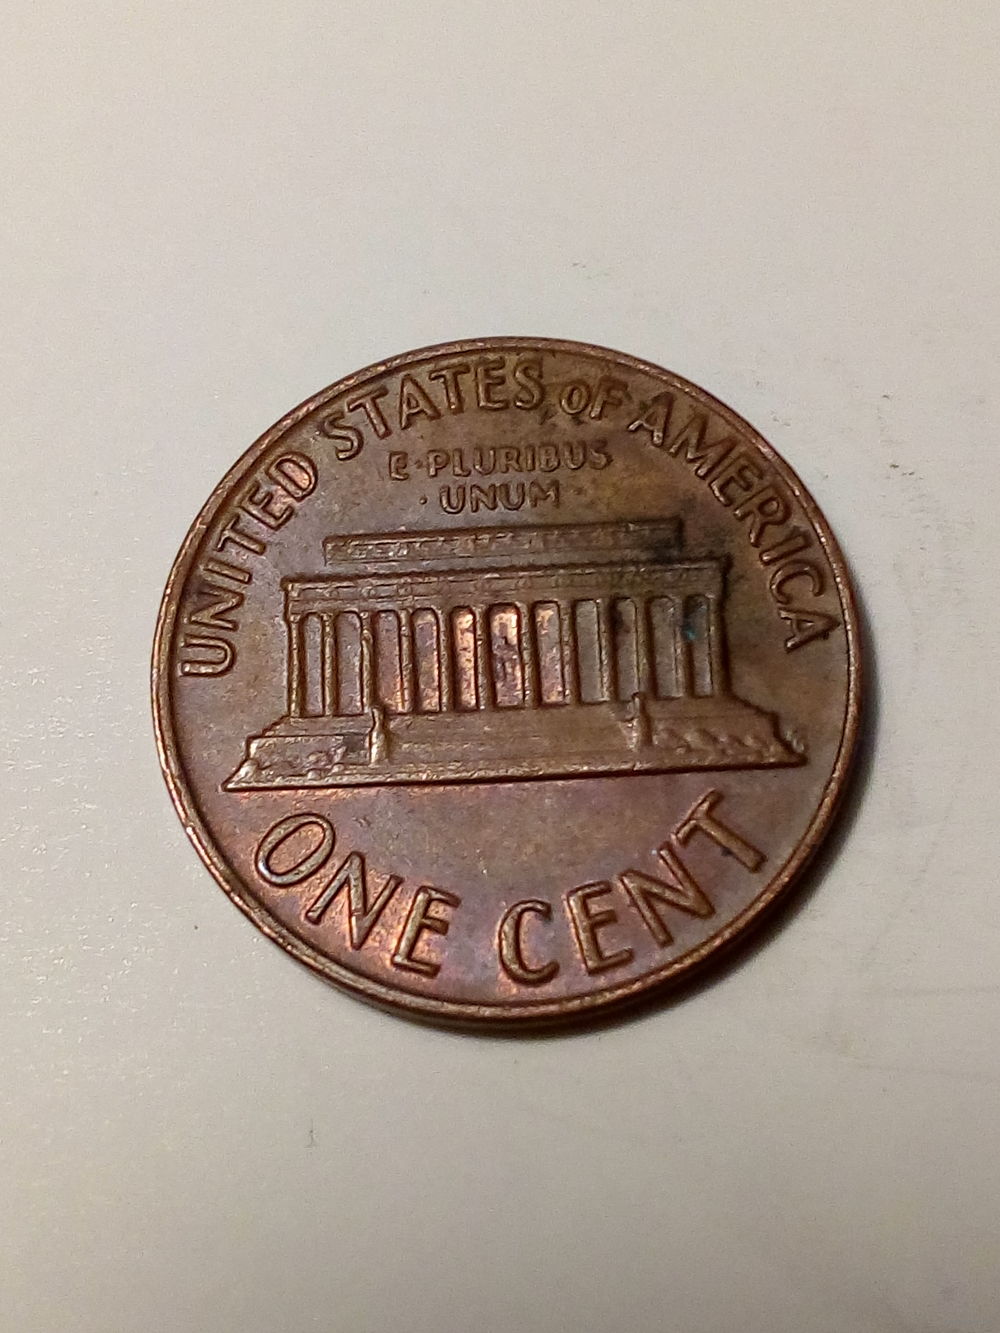 UNITED STATES OF AMERICA
E·PLURIBUS
·UNUM·
ONE CENT